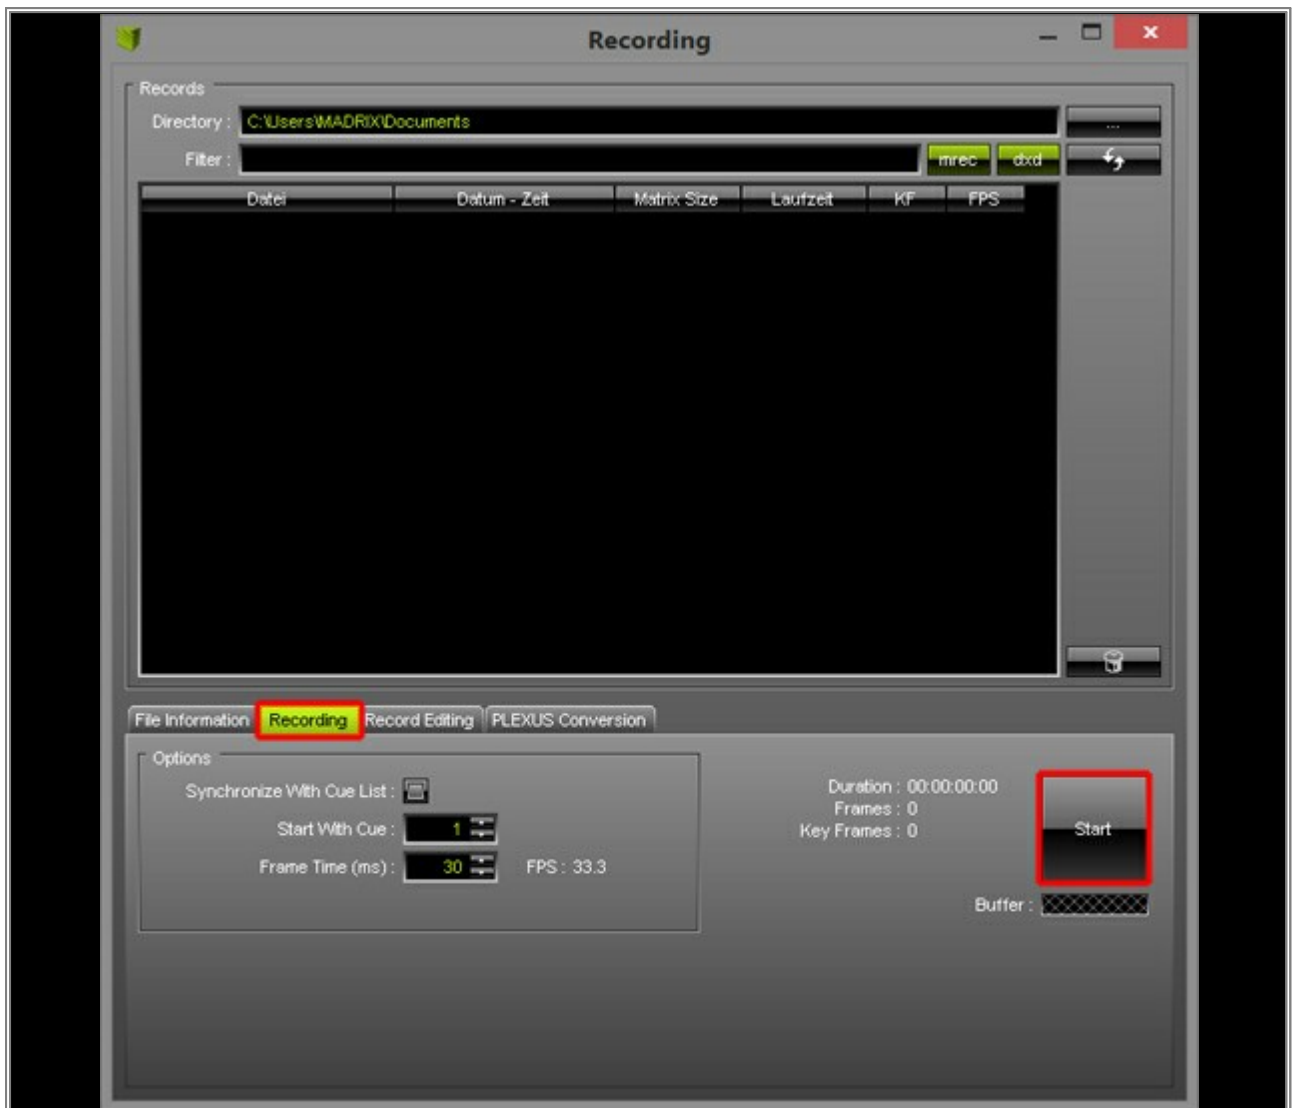 Recording
Records
Directory : C:\Users\MADRIX\Documents ...
Filter : mrec dxd
Datei Datum - Zeit Matrix Size Laufzeit KF FPS
File Information Recording Record Editing PLEXUS Conversion
Options
Synchronize With Cue List :
Start With Cue : 1
Frame Time (ms) : 30 FPS : 33.3
Duration : 00:00:00:00
Frames : 0
Key Frames : 0
Start
Buffer :